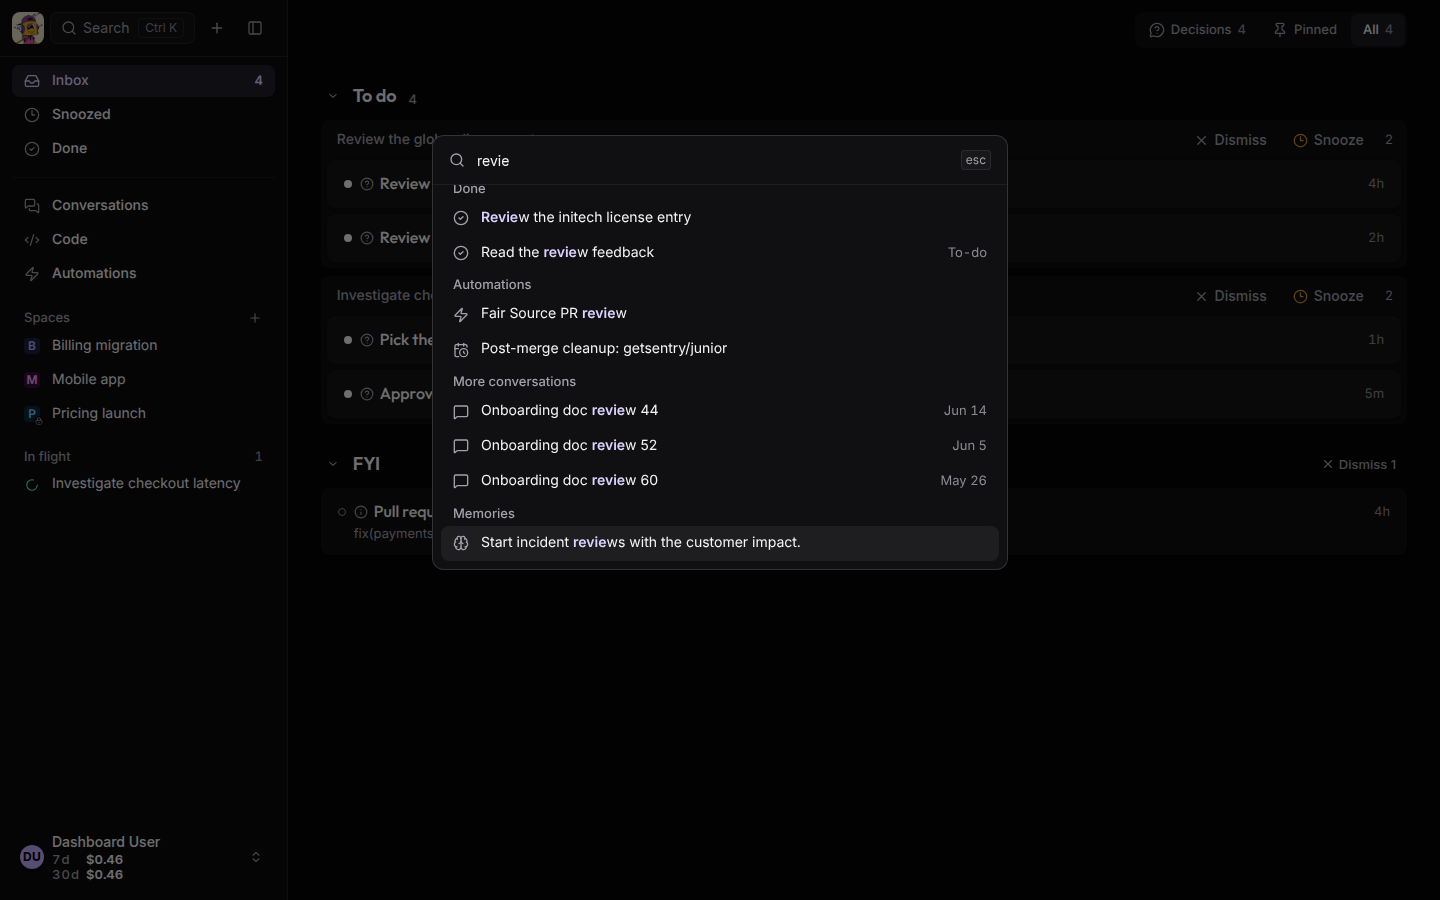 Search Ctrl K
Decisions 4 Pinned All 4
Inbox 4
Snoozed
Done
Conversations
Code
Automations
Spaces
B Billing migration
M Mobile app
P Pricing launch
In flight 1
Investigate checkout latency
DU Dashboard User
7d $0.46
30d $0.46
To do 4
Review the Dismiss Snooze 2
Review 4h
Review 2h
Investigate Dismiss Snooze 2
Pick the 1h
5m
FYI Dismiss 1
Pull 4h
revie esc
Done
Review the initech license entry
Read the review feedback To-do
Automations
Fair Source PR review
Post-merge cleanup: getsentry/junior
More conversations
Onboarding doc review 44 Jun 14
Onboarding doc review 52 Jun 5
Onboarding doc review 60 May 26
Memories
Start incident reviews with the customer impact.